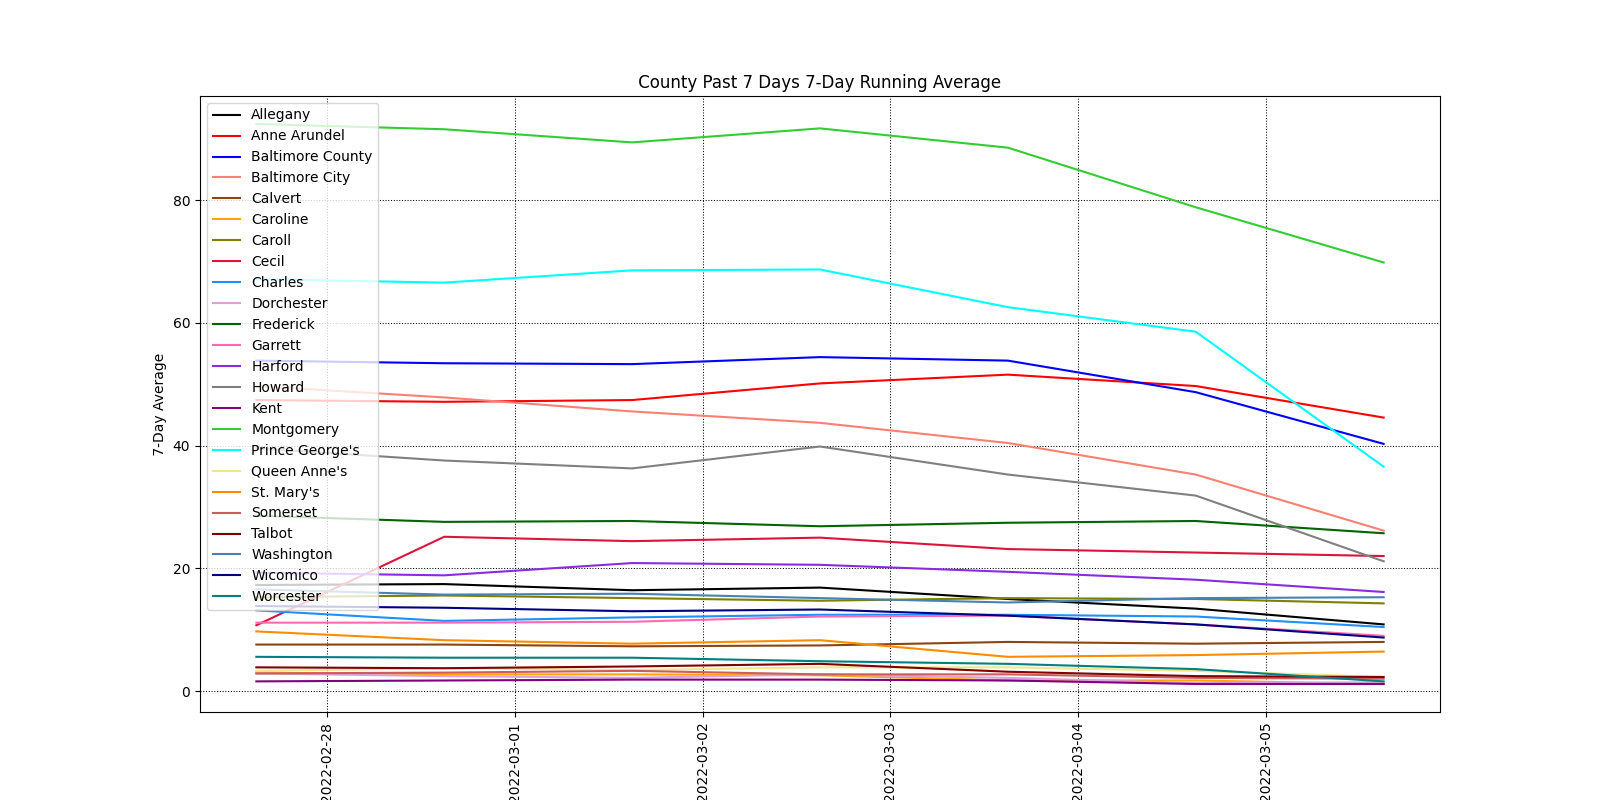 County Past 7 Days 7-Day Running Average
Allegany
Anne Arundel
Baltimore County
Baltimore City
Calvert
Caroline
Caroll
Cecil
Charles
Dorchester
Frederick
Garrett
Harford
Howard
Kent
Montgomery
Prince George's
Queen Anne's
St. Mary's
Somerset
Talbot
Washington
Wicomico
Worcester
7-Day Average
80
60
40
20
0
2022-02-28
2022-03-01
2022-03-02
2022-03-03
2022-03-04
2022-03-05